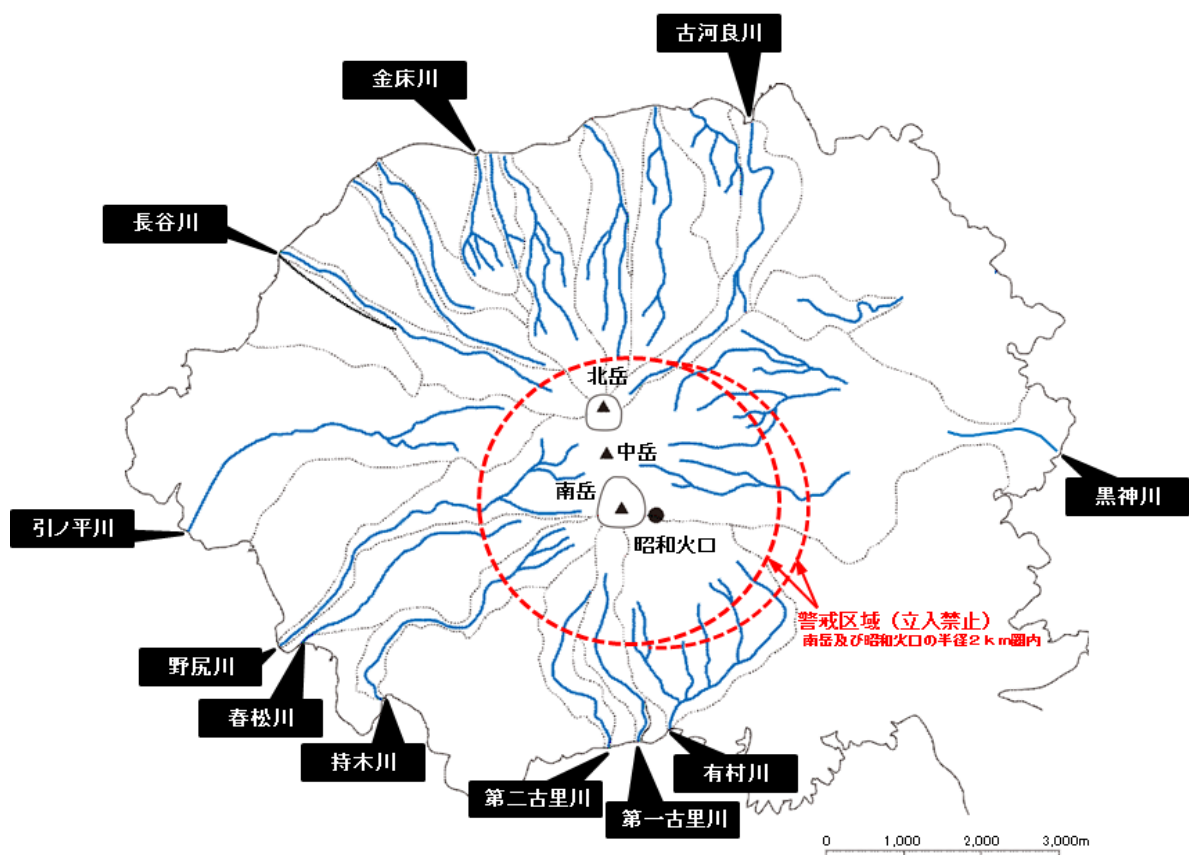 古河良川
金床川
長谷川
北岳
中岳
南岳
黒神川
引ノ平川
昭和火口
警戒区域（立入禁止）
南岳及び昭和火口の半径2km圏内
野尻川
春松川
持木川
有村川
第二古里川
第一古里川
0 1,000 2,000 3,000m